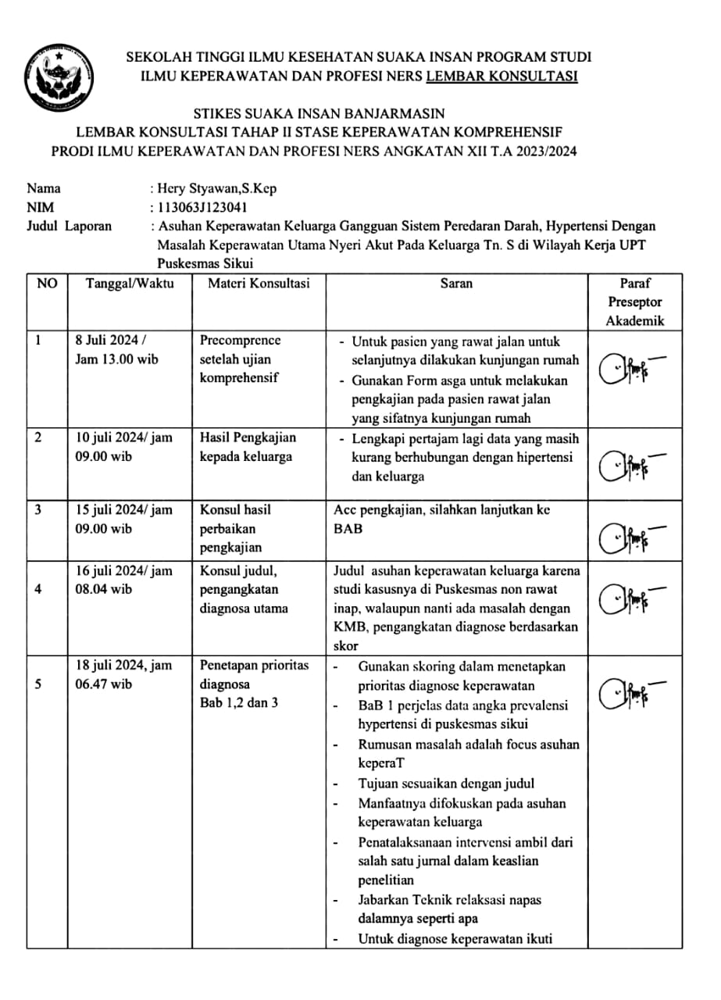 SEKOLAH TINGGI ILMU KESEHATAN SUAKA INSAN PROGRAM STUDI
ILMU KEPERAWATAN DAN PROFESI NERS LEMBAR KONSULTASI
STIKES SUAKA INSAN BANJARMASIN
LEMBAR KONSULTASI TAHAP II STASE KEPERAWATAN KOMPREHENSIF
PRODI ILMU KEPERAWATAN DAN PROFESI NERS ANGKATAN XII T.A 2023/2024
Nama : Hery Styawan,S.Kep
NIM : 113063J123041
Judul Laporan : Asuhan Keperawatan Keluarga Gangguan Sistem Peredaran Darah, Hypertensi Dengan
Masalah Keperawatan Utama Nyeri Akut Pada Keluarga Tn. S di Wilayah Kerja UPT
Puskesmas Sikui
NO Tanggal/Waktu Materi Konsultasi Saran Paraf
Preseptor
Akademik
1
8 Juli 2024 /
Jam 13.00 wib
Precomprence
setelah ujian
komprehensif
- Untuk pasien yang rawat jalan untuk
selanjutnya dilakukan kunjungan rumah
- Gunakan Form asga untuk melakukan
pengkajian pada pasien rawat jalan
yang sifatnya kunjungan rumah
2
10 juli 2024/ jam
09.00 wib
Hasil Pengkajian
kepada keluarga
- Lengkapi pertajam lagi data yang masih
kurang berhubungan dengan hipertensi
dan keluarga
3
15 juli 2024/ jam
09.00 wib
Konsul hasil
perbaikan
pengkajian
Acc pengkajian, silahkan lanjutkan ke
BAB
4
16 juli 2024/ jam
08.04 wib
Konsul judul,
pengangkatan
diagnosa utama
Judul asuhan keperawatan keluarga karena
studi kasusnya di Puskesmas non rawat
inap, walaupun nanti ada masalah dengan
KMB, pengangkatan diagnose berdasarkan
skor
5
18 juli 2024, jam
06.47 wib
Penetapan prioritas
diagnosa
Bab 1,2 dan 3
- Gunakan skoring dalam menetapkan
prioritas diagnose keperawatan
- BaB 1 perjelas data angka prevalensi
hypertensi di puskesmas sikui
- Rumusan masalah adalah focus asuhan
keperaT
- Tujuan sesuaikan dengan judul
- Manfaatnya difokuskan pada asuhan
keperawatan keluarga
- Penatalaksanaan intervensi ambil dari
salah satu jurnal dalam keaslian
penelitian
- Jabarkan Teknik relaksasi napas
dalamnya seperti apa
- Untuk diagnose keperawatan ikuti